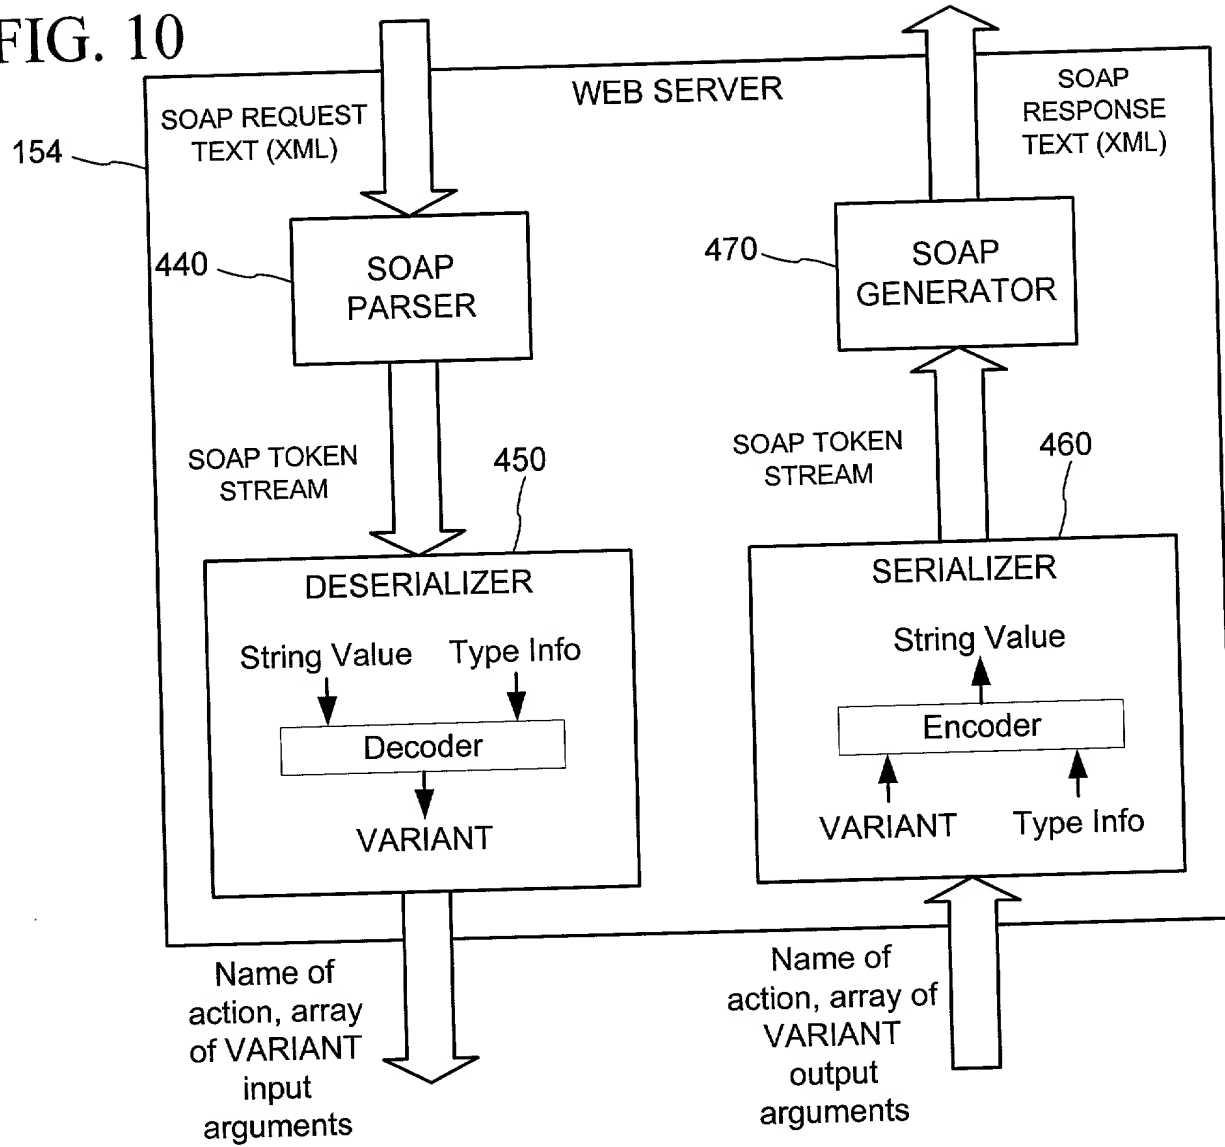 FIG. 10
WEB SERVER
154
SOAP REQUEST
TEXT (XML)
SOAP
RESPONSE
TEXT (XML)
440
SOAP
PARSER
470
SOAP
GENERATOR
SOAP TOKEN
STREAM
450
SOAP TOKEN
STREAM
460
DESERIALIZER
String Value
Type Info
Decoder
VARIANT
SERIALIZER
String Value
Encoder
VARIANT
Type Info
Name of
action, array
of VARIANT
input
arguments
Name of
action, array of
VARIANT
output
arguments